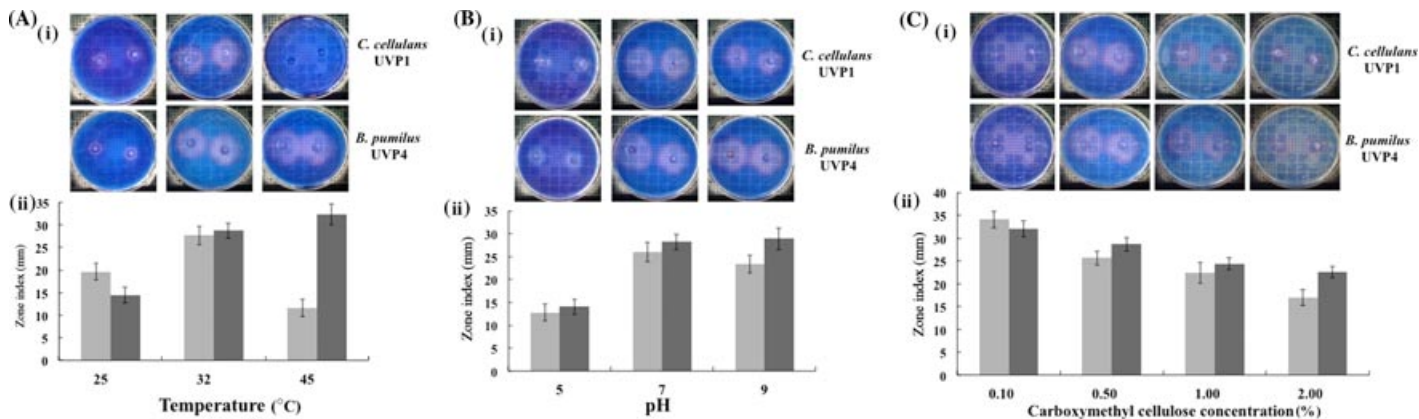 (A)
(i)
C. cellulans
UVP1
B. pumilus
UVP4
(ii)
Zone index (mm)
35
30
25
20
15
10
5
0
25 32 45
Temperature (°C)
(B)
(i)
C. cellulans
UVP1
B. pumilus
UVP4
(ii)
Zone index (mm)
35
30
25
20
15
10
5
0
5 7 9
pH
(C)
(i)
C. cellulans
UVP1
B. pumilus
UVP4
(ii)
Zone index (mm)
40
35
30
25
20
15
10
5
0
0.10 0.50 1.00 2.00
Carboxymethyl cellulose concentration(%)